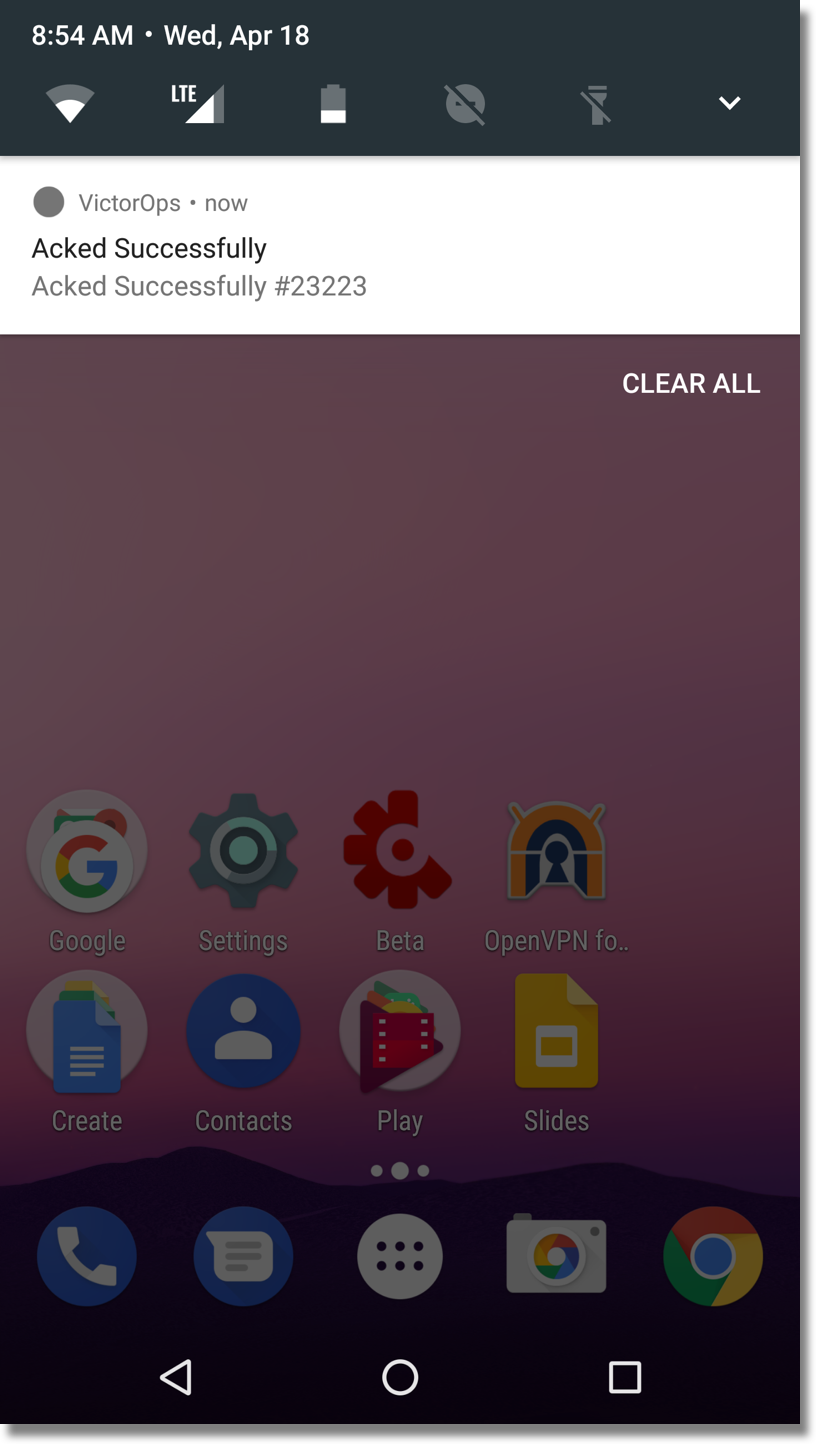 8:54 AM • Wed, Apr 18
LTE
VictorOps • now
Acked Successfully
Acked Successfully #23223
CLEAR ALL
Google Settings Beta OpenVPN fo..
Create Contacts Play Slides